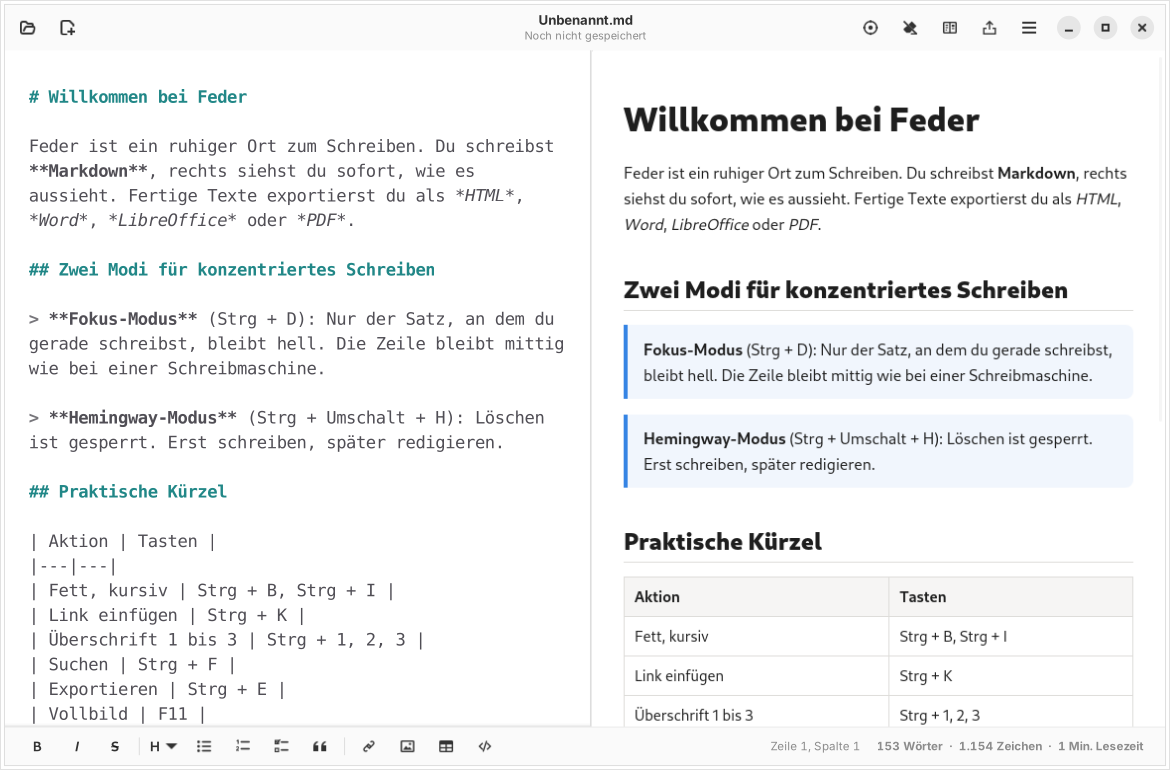 Unbenannt.md
Noch nicht gespeichert
# Willkommen bei Feder
Feder ist ein ruhiger Ort zum Schreiben. Du schreibst
**Markdown**, rechts siehst du sofort, wie es
aussieht. Fertige Texte exportierst du als *HTML*,
*Word*, *LibreOffice* oder *PDF*.
## Zwei Modi für konzentriertes Schreiben
> **Fokus-Modus** (Strg + D): Nur der Satz, an dem du
gerade schreibst, bleibt hell. Die Zeile bleibt mittig
wie bei einer Schreibmaschine.
> **Hemingway-Modus** (Strg + Umschalt + H): Löschen
ist gesperrt. Erst schreiben, später redigieren.
## Praktische Kürzel
| Aktion | Tasten |
|---|---|
| Fett, kursiv | Strg + B, Strg + I |
| Link einfügen | Strg + K |
| Überschrift 1 bis 3 | Strg + 1, 2, 3 |
| Suchen | Strg + F |
| Exportieren | Strg + E |
| Vollbild | F11 |
Willkommen bei Feder
Feder ist ein ruhiger Ort zum Schreiben. Du schreibst Markdown, rechts
siehst du sofort, wie es aussieht. Fertige Texte exportierst du als HTML,
Word, LibreOffice oder PDF.
Zwei Modi für konzentriertes Schreiben
Fokus-Modus (Strg + D): Nur der Satz, an dem du gerade schreibst,
bleibt hell. Die Zeile bleibt mittig wie bei einer Schreibmaschine.
Hemingway-Modus (Strg + Umschalt + H): Löschen ist gesperrt.
Erst schreiben, später redigieren.
Praktische Kürzel
Aktion Tasten
Fett, kursiv Strg + B, Strg + I
Link einfügen Strg + K
Überschrift 1 bis 3 Strg + 1, 2, 3
B I S H Zeile 1, Spalte 1 153 Wörter · 1.154 Zeichen · 1 Min. Lesezeit